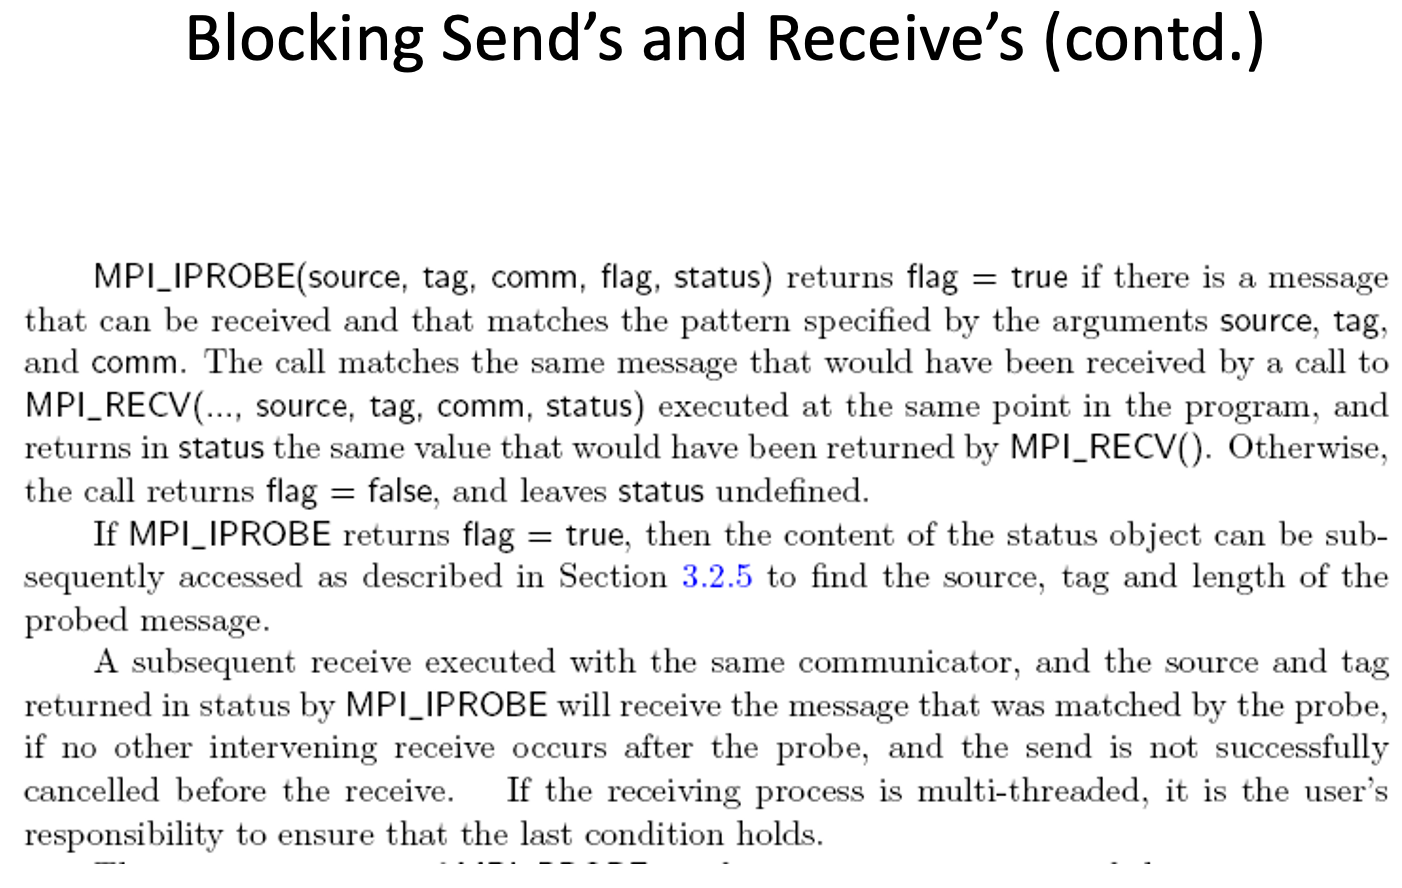 Blocking Send’s and Receive’s (contd.)
MPI_IPROBE(source, tag, comm, flag, status) returns flag = true if there is a message
that can be received and that matches the pattern specified by the arguments source, tag,
and comm. The call matches the same message that would have been received by a call to
MPI_RECV(..., source, tag, comm, status) executed at the same point in the program, and
returns in status the same value that would have been returned by MPI_RECV(). Otherwise,
the call returns flag = false, and leaves status undefined.
If MPI_IPROBE returns flag = true, then the content of the status object can be sub-
sequently accessed as described in Section 3.2.5 to find the source, tag and length of the
probed message.
A subsequent receive executed with the same communicator, and the source and tag
returned in status by MPI_IPROBE will receive the message that was matched by the probe,
if no other intervening receive occurs after the probe, and the send is not successfully
cancelled before the receive. If the receiving process is multi-threaded, it is the user’s
responsibility to ensure that the last condition holds.